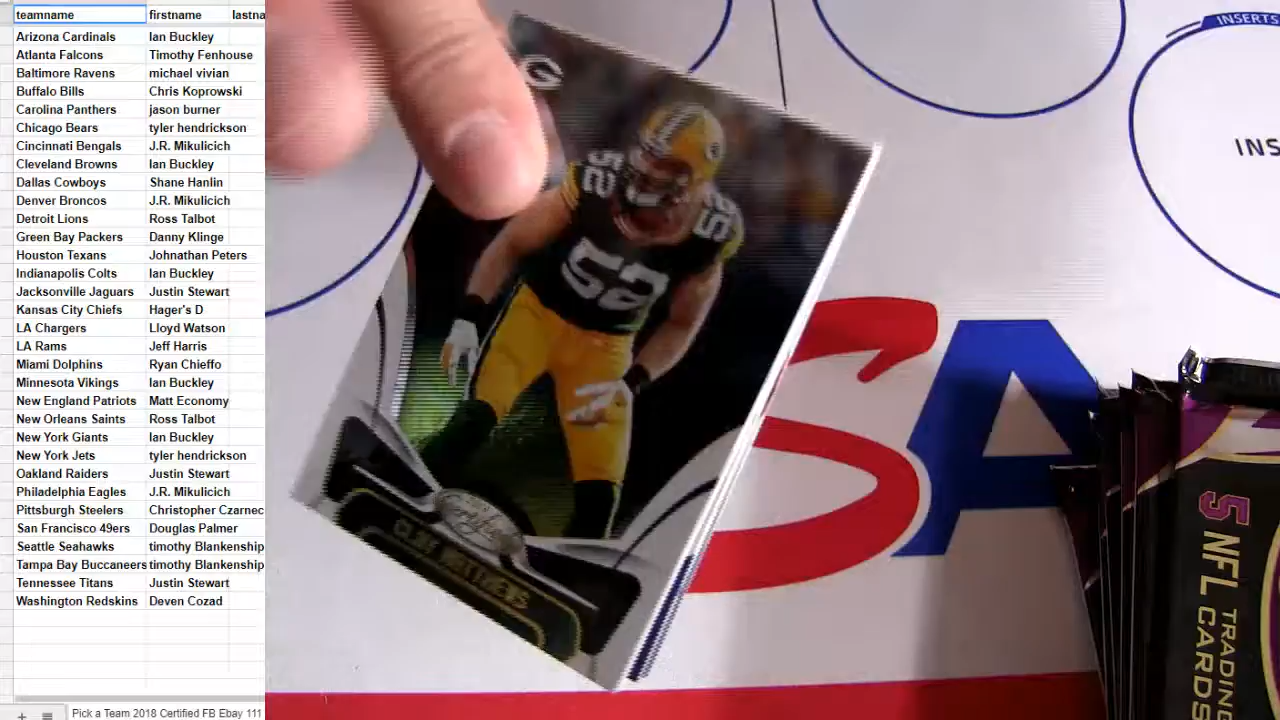 teamname firstname lastna
Arizona Cardinals Ian Buckley
Atlanta Falcons Timothy Fenhouse
Baltimore Ravens michael vivian
Buffalo Bills Chris Koprowski
Carolina Panthers jason burner
Chicago Bears tyler hendrickson
Cincinnati Bengals J.R. Mikulicich
Cleveland Browns Ian Buckley
Dallas Cowboys Shane Hanlin
Denver Broncos J.R. Mikulicich
Detroit Lions Ross Talbot
Green Bay Packers Danny Klinge
Houston Texans Johnathan Peters
Indianapolis Colts Ian Buckley
Jacksonville Jaguars Justin Stewart
Kansas City Chiefs Hager's D
LA Chargers Lloyd Watson
LA Rams Jeff Harris
Miami Dolphins Ryan Chieffo
Minnesota Vikings Ian Buckley
New England Patriots Matt Economy
New Orleans Saints Ross Talbot
New York Giants Ian Buckley
New York Jets tyler hendrickson
Oakland Raiders Justin Stewart
Philadelphia Eagles J.R. Mikulicich
Pittsburgh Steelers Christopher Czarnec
San Francisco 49ers Douglas Palmer
Seattle Seahawks timothy Blankenship
Tampa Bay Buccaneers timothy Blankenship
Tennessee Titans Justin Stewart
Washington Redskins Deven Cozad
Pick a Team 2018 Certified FB Ebay 111
G
52
52
52
Certified
CLAY MATTHEWS
INSERTS
INS
SA
5 NFL TRADING CARDS